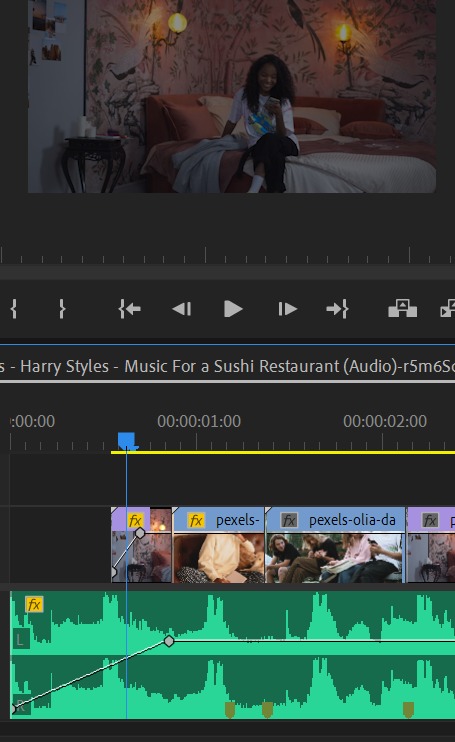 s - Harry Styles - Music For a Sushi Restaurant (Audio)-r5m6S
:00:00
00:00:01:00
00:00:02:00
fx
fx pexels-
fx pexels-olia-da
fx p
fx
L
R